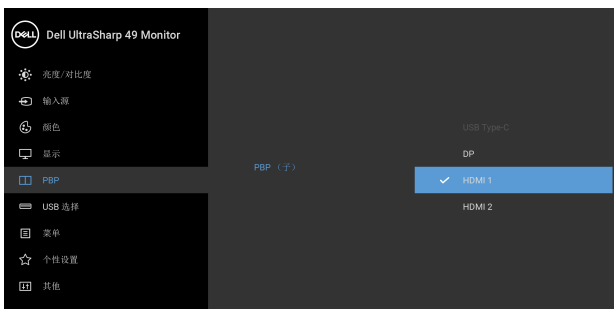 DELL Dell UltraSharp 49 Monitor
亮度/对比度
输入源
颜色
显示
PBP
USB 选择
菜单
个性设置
其他
PBP （子）
USB Type-C
DP
HDMI 1
HDMI 2